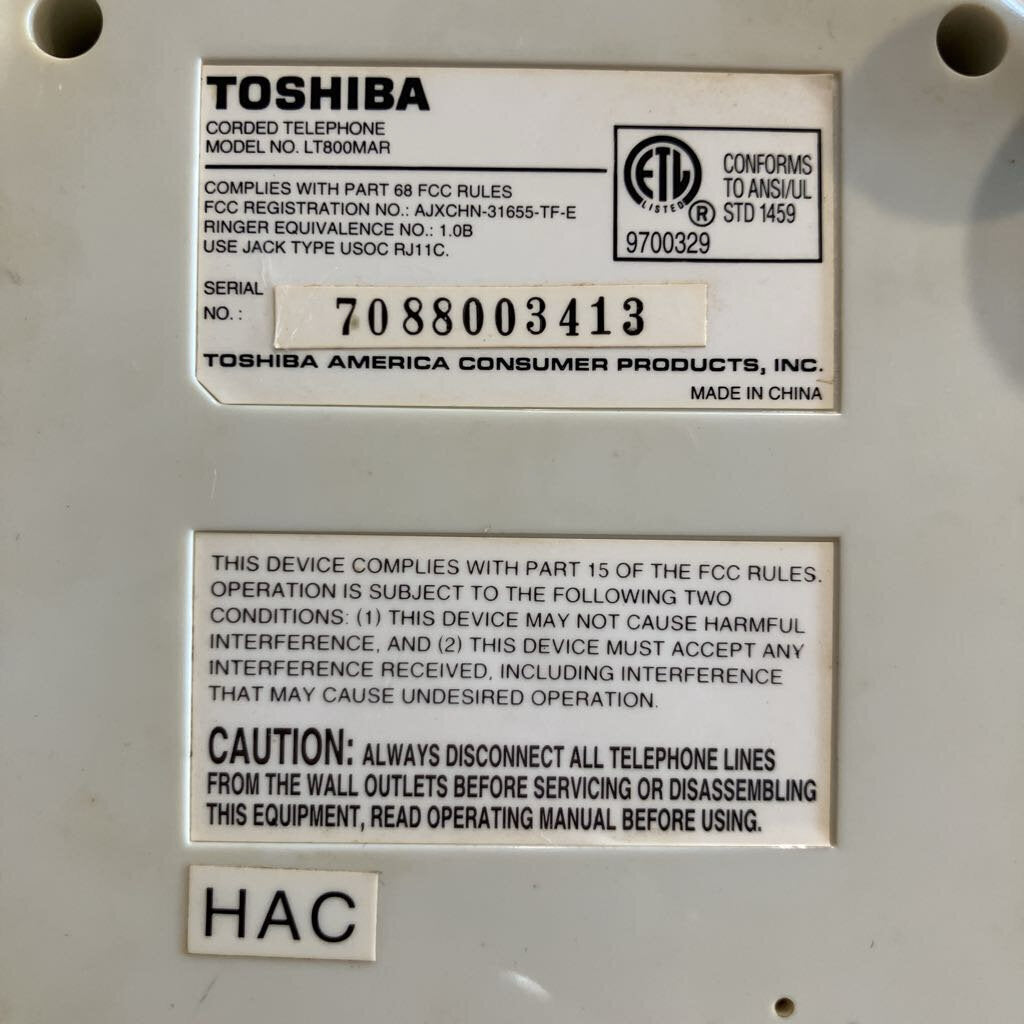 TOSHIBA
CORDED TELEPHONE
MODEL NO. LT800MAR
COMPLIES WITH PART 68 FCC RULES
FCC REGISTRATION NO.: AJXCHN-31655-TF-E
RINGER EQUIVALENCE NO.: 1.0B
USE JACK TYPE USOC RJ11C.
ETL
LISTED
®
CONFORMS
TO ANSI/UL
STD 1459
9700329
SERIAL
NO.:
7088003413
TOSHIBA AMERICA CONSUMER PRODUCTS, INC.
MADE IN CHINA
THIS DEVICE COMPLIES WITH PART 15 OF THE FCC RULES.
OPERATION IS SUBJECT TO THE FOLLOWING TWO
CONDITIONS: (1) THIS DEVICE MAY NOT CAUSE HARMFUL
INTERFERENCE, AND (2) THIS DEVICE MUST ACCEPT ANY
INTERFERENCE RECEIVED, INCLUDING INTERFERENCE
THAT MAY CAUSE UNDESIRED OPERATION.
CAUTION: ALWAYS DISCONNECT ALL TELEPHONE LINES
FROM THE WALL OUTLETS BEFORE SERVICING OR DISASSEMBLING
THIS EQUIPMENT, READ OPERATING MANUAL BEFORE USING.
HAC